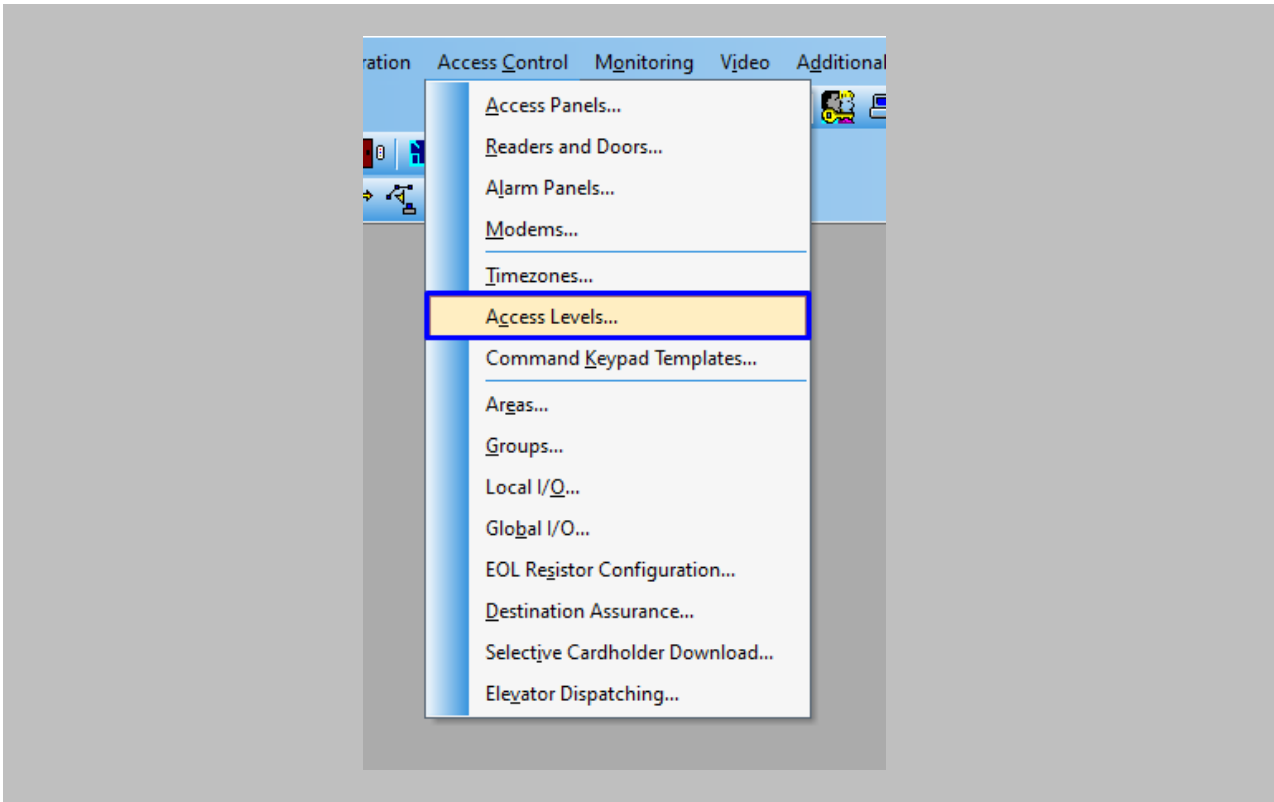 ration Access Control Monitoring Video Additional
Access Panels...
Readers and Doors...
Alarm Panels...
Modems...
Timezones...
Access Levels...
Command Keypad Templates...
Areas...
Groups...
Local I/O...
Global I/O...
EOL Resistor Configuration...
Destination Assurance...
Selective Cardholder Download...
Elevator Dispatching...